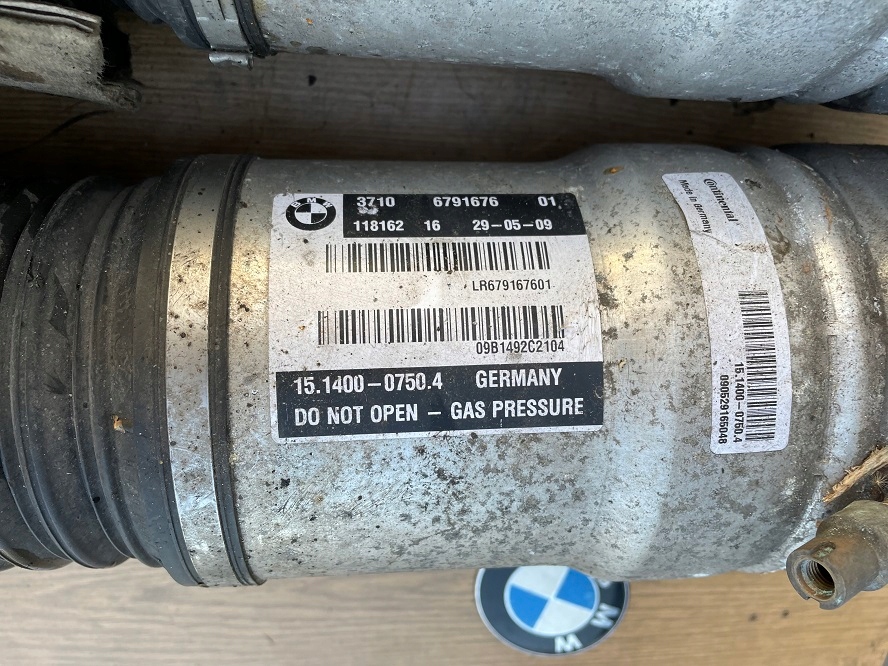 BMW
3710 6791676 01
118162 16 29-05-09
LR679167601
09B1492C2104
15.1400-0750.4 GERMANY
DO NOT OPEN - GAS PRESSURE
Continental
Made in Germany
15.1400-0750.4
090529165048
BMW